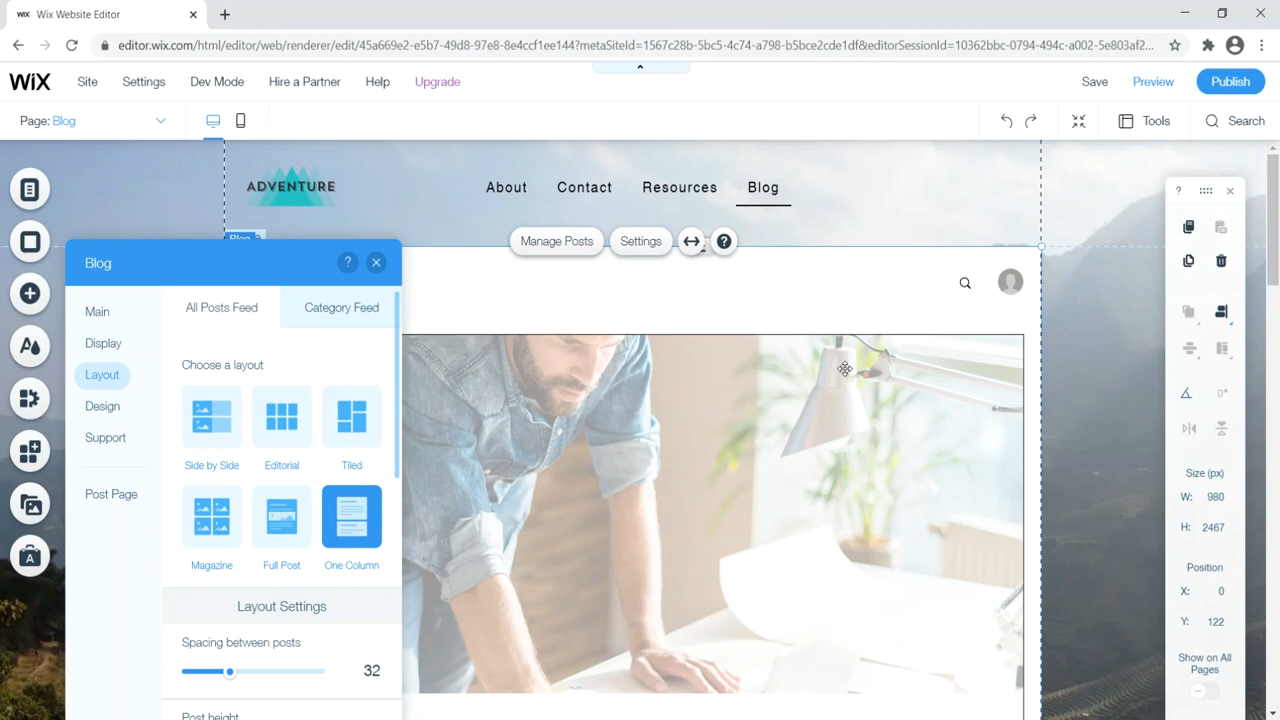 WIX Wix Website Editor
editor.wix.com/html/editor/web/renderer/edit/45a669e2-e5b7-49d8-97e8-8e4ccf1ee144?metaSiteId=1567c28b-5bc5-4c74-a798-b5bce2cde1df&editorSessionId=10362bbc-0794-494c-a002-5e803af2...
WiX Site Settings Dev Mode Hire a Partner Help Upgrade Save Preview Publish
Page: Blog Tools Search
ADVENTURE About Contact Resources Blog
Blog
Manage Posts Settings ?
Blog ?
Main
Display
Layout
Design
Support
Post Page
All Posts Feed Category Feed
Choose a layout
Side by Side Editorial Tiled
Magazine Full Post One Column
Layout Settings
Spacing between posts
32
Post height
?
0°
Size (px)
W: 980
H: 2467
Position
X: 0
Y: 122
Show on All
Pages